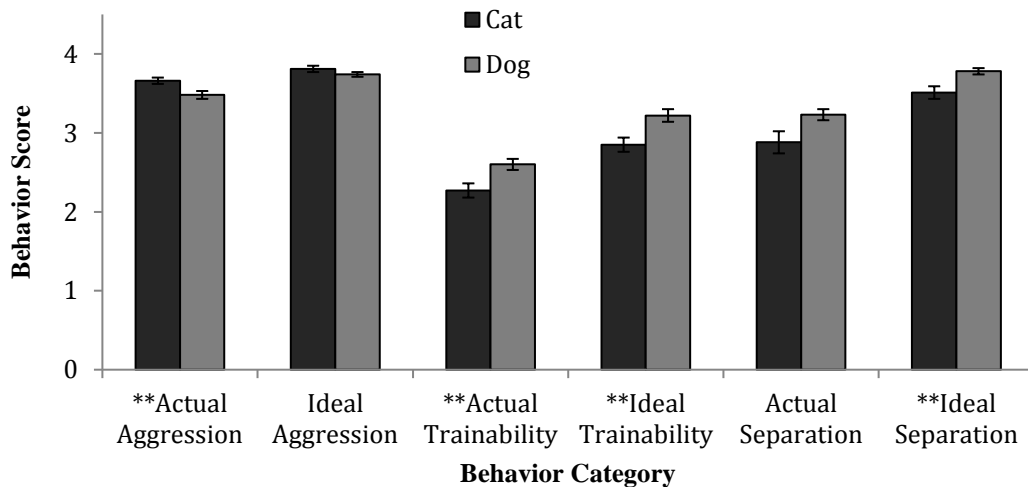 Cat
Dog
Behavior Score
4
3
2
1
0
**Actual Aggression
Ideal Aggression
**Actual Trainability
**Ideal Trainability
Actual Separation
**Ideal Separation
Behavior Category